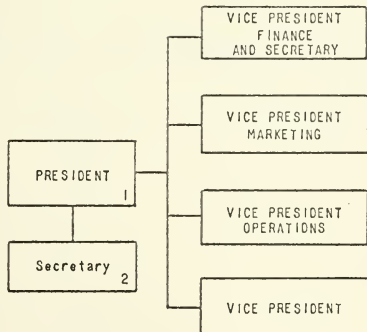 VICE PRESIDENT
FINANCE
AND SECRETARY
VICE PRESIDENT
MARKETING
PRESIDENT
1
VICE PRESIDENT
OPERATIONS
Secretary
2
VICE PRESIDENT